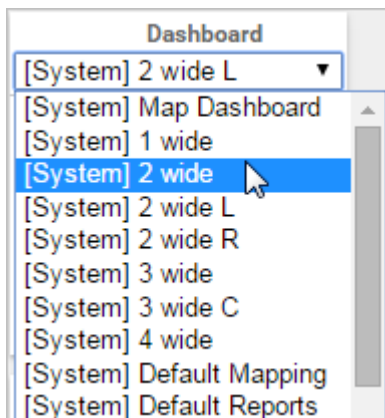 Dashboard
[System] 2 wide L
[System] Map Dashboard
[System] 1 wide
[System] 2 wide
[System] 2 wide L
[System] 2 wide R
[System] 3 wide
[System] 3 wide C
[System] 4 wide
[System] Default Mapping
[System] Default Reports